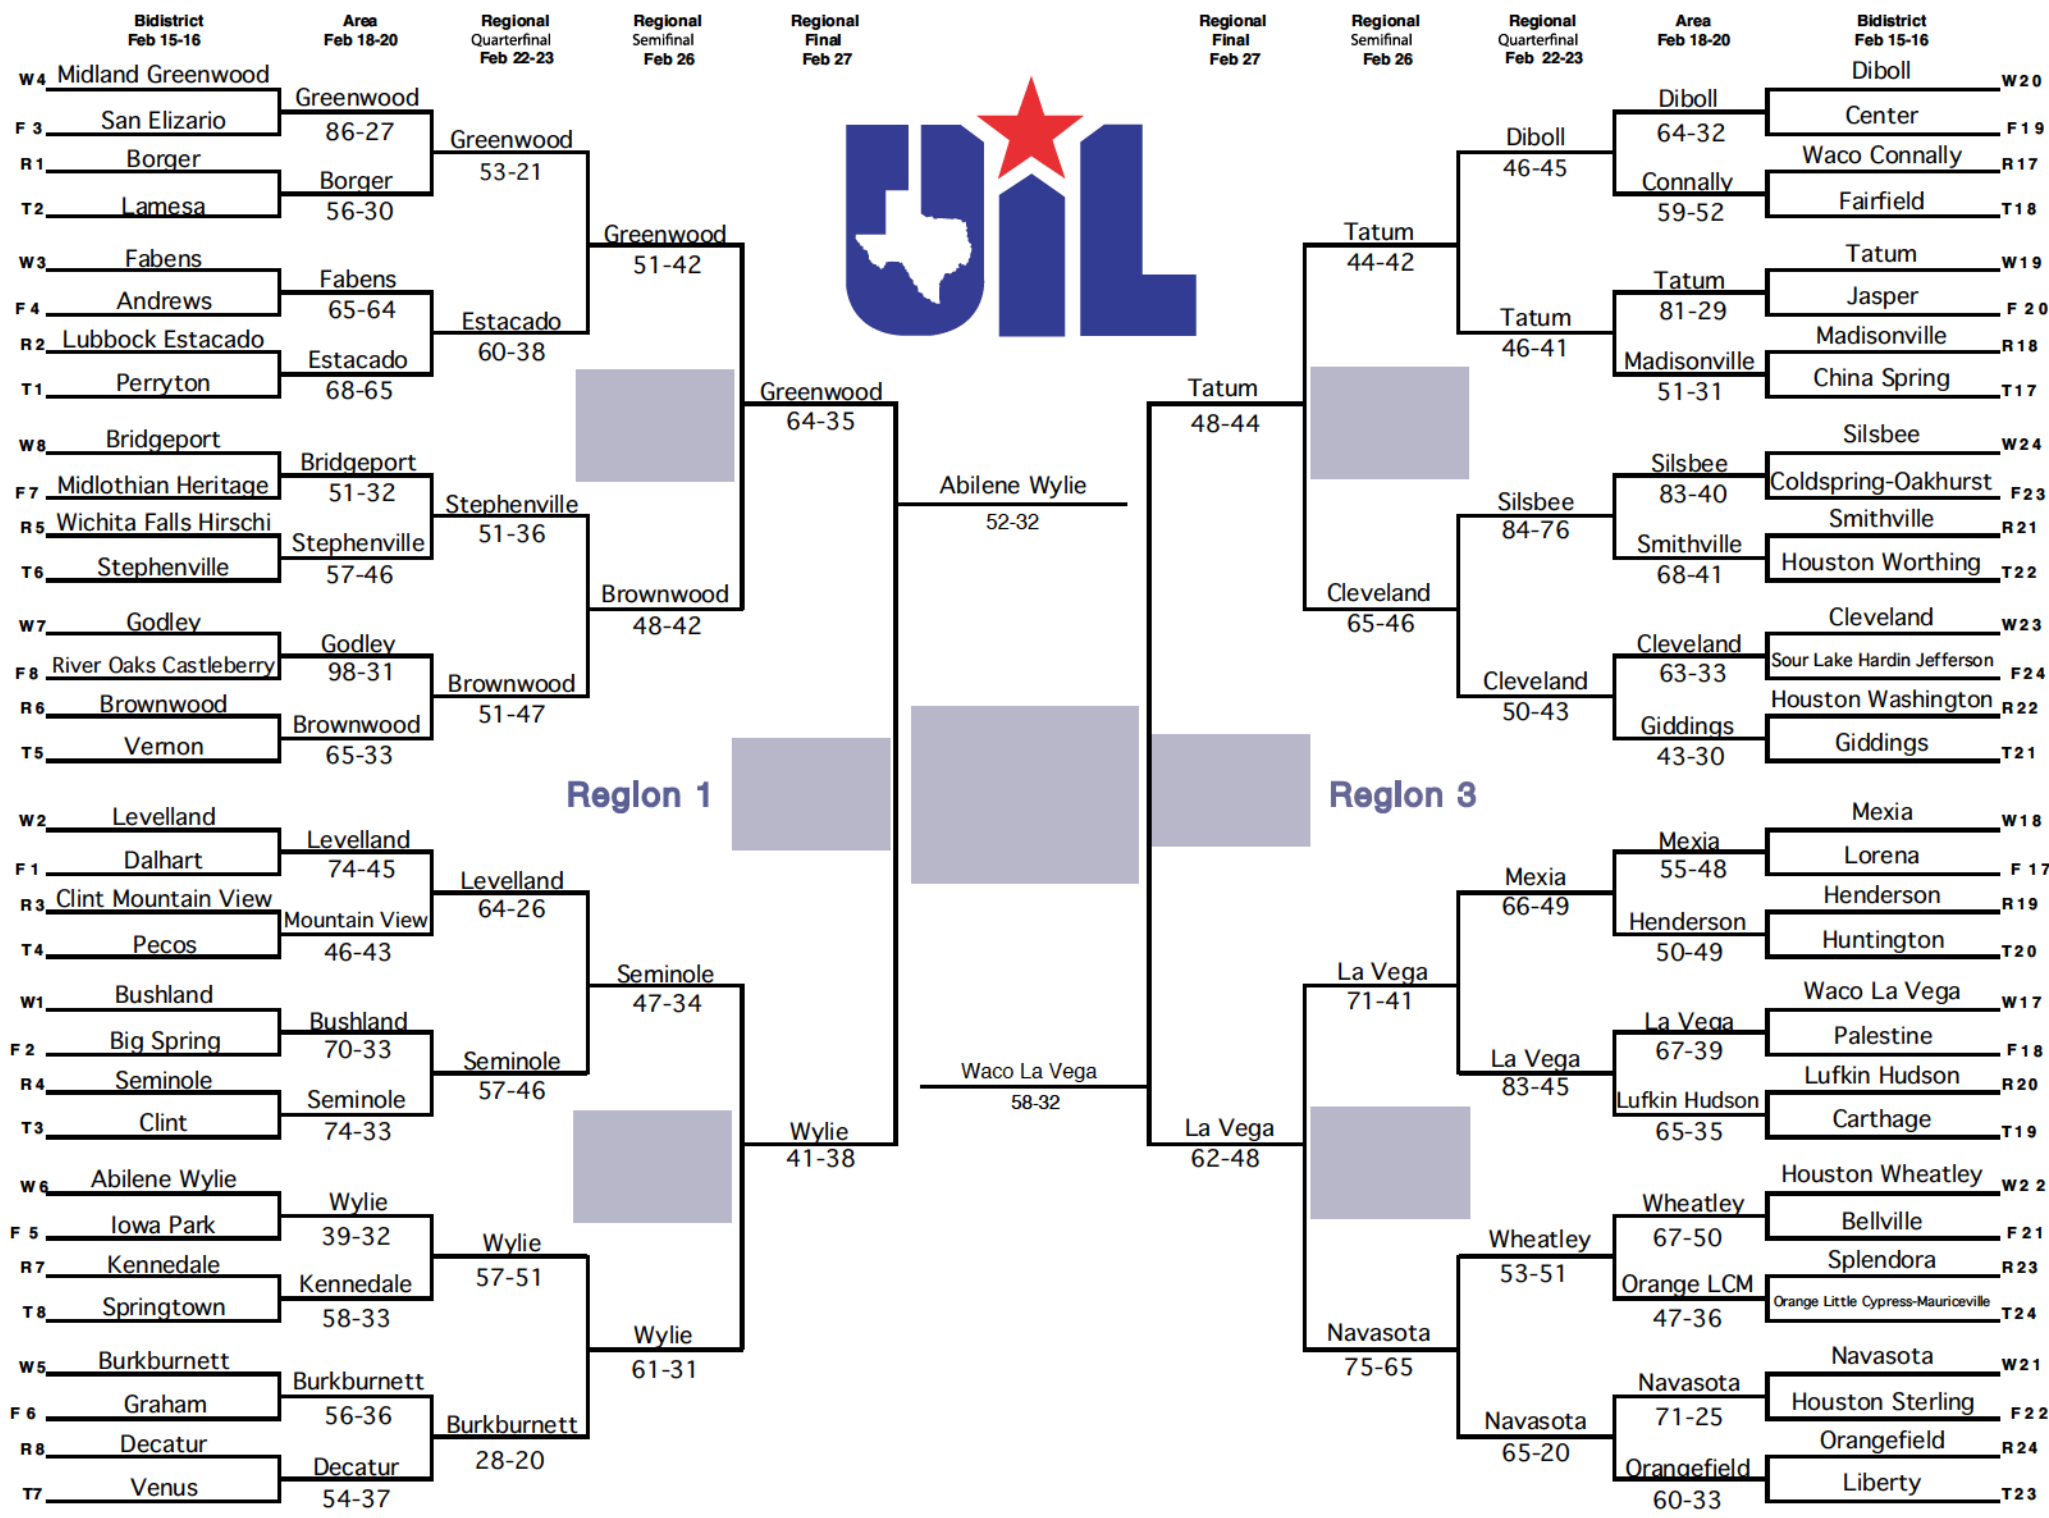 Bidistrict
Feb 15-16
Area
Feb 18-20
Regional
Quarterfinal
Feb 22-23
Regional
Semifinal
Feb 26
Regional
Final
Feb 27
Regional
Final
Feb 27
Regional
Semifinal
Feb 26
Regional
Quarterfinal
Feb 22-23
Area
Feb 18-20
Bidistrict
Feb 15-16
UIL
W4 Midland Greenwood
F 3 San Elizario
R1 Borger
T2 Lamesa
W3 Fabens
F 4 Andrews
R2 Lubbock Estacado
T1 Perryton
W8 Bridgeport
F7 Midlothian Heritage
R5 Wichita Falls Hirschi
T6 Stephenville
W7 Godley
F8 River Oaks Castleberry
R6 Brownwood
T5 Vernon
W2 Levelland
F1 Dalhart
R3 Clint Mountain View
T4 Pecos
W1 Bushland
F2 Big Spring
R4 Seminole
T3 Clint
W6 Abilene Wylie
F 5 Iowa Park
R7 Kennedale
T8 Springtown
W5 Burkburnett
F 6 Graham
R8 Decatur
T7 Venus
Greenwood
86-27
Borger
56-30
Fabens
65-64
Estacado
68-65
Bridgeport
51-32
Stephenville
57-46
Godley
98-31
Brownwood
65-33
Levelland
74-45
Mountain View
46-43
Bushland
70-33
Seminole
74-33
Wylie
39-32
Kennedale
58-33
Burkburnett
56-36
Decatur
54-37
Greenwood
53-21
Estacado
60-38
Stephenville
51-36
Brownwood
51-47
Levelland
64-26
Seminole
57-46
Wylie
57-51
Burkburnett
28-20
Greenwood
51-42
Brownwood
48-42
Seminole
47-34
Wylie
61-31
Greenwood
64-35
Wylie
41-38
Region 1
Abilene Wylie
52-32
Waco La Vega
58-32
Region 3
Tatum
48-44
La Vega
62-48
Tatum
44-42
Cleveland
65-46
La Vega
71-41
Navasota
75-65
Diboll
46-45
Tatum
46-41
Silsbee
84-76
Cleveland
50-43
Mexia
66-49
La Vega
83-45
Wheatley
53-51
Navasota
65-20
Diboll
64-32
Connally
59-52
Tatum
81-29
Madisonville
51-31
Silsbee
83-40
Smithville
68-41
Cleveland
63-33
Giddings
43-30
Mexia
55-48
Henderson
50-49
La Vega
67-39
Lufkin Hudson
65-35
Wheatley
67-50
Orange LCM
47-36
Navasota
71-25
Orangefield
60-33
Diboll W20
Center F19
Waco Connally R17
Fairfield T18
Tatum W19
Jasper F 20
Madisonville R18
China Spring T17
Silsbee W24
Coldspring-Oakhurst F23
Smithville R21
Houston Worthing T22
Cleveland W23
Sour Lake Hardin Jefferson F24
Houston Washington R22
Giddings T21
Mexia W18
Lorena F 17
Henderson R19
Huntington T20
Waco La Vega W17
Palestine F18
Lufkin Hudson R20
Carthage T19
Houston Wheatley W2 2
Bellville F21
Splendora R23
Orange Little Cypress-Mauriceville T24
Navasota W21
Houston Sterling F22
Orangefield R24
Liberty T23